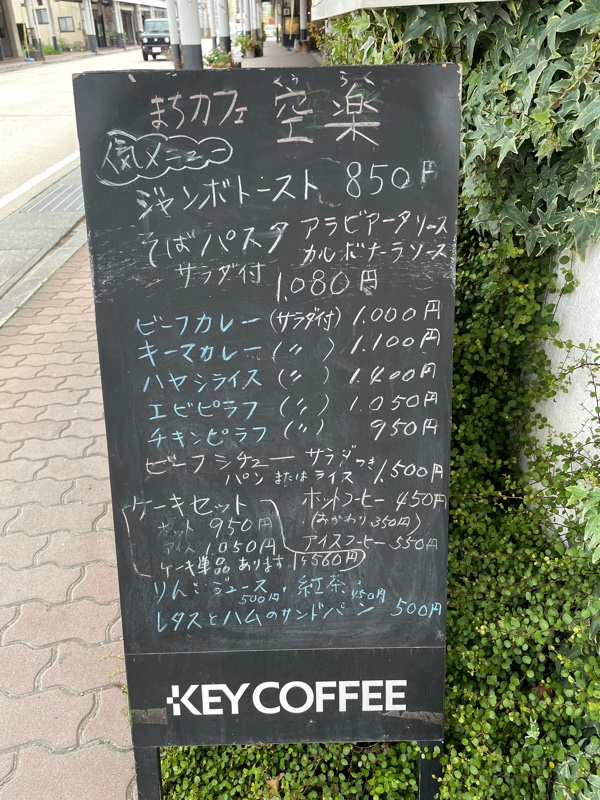 くう らく
まちカフェ 空楽
人気メニュー
ジャンボトースト 850円
そばパスタ アラビアータソース
カルボナーラソース
サラダ付 1.080円
ビーフカレー (サラダ付) 1.000円
キーマカレー (〃) 1.100円
ハヤシライス (〃) 1.400円
エビピラフ (〃) 1.050円
チキンピラフ (〃) 950円
ビーフシチュー サラダつき
パン または ライス 1,500円
ケーキセット
ホット 950円
アイス 1.050円
ケーキ単品 あります 560円
ホットコーヒー 450円
(おかわり 350円)
アイスコーヒー 550円
りんごジュース 500円 ・ 紅茶 450円
レタスとハムのサンドパン 500円
KEY COFFEE